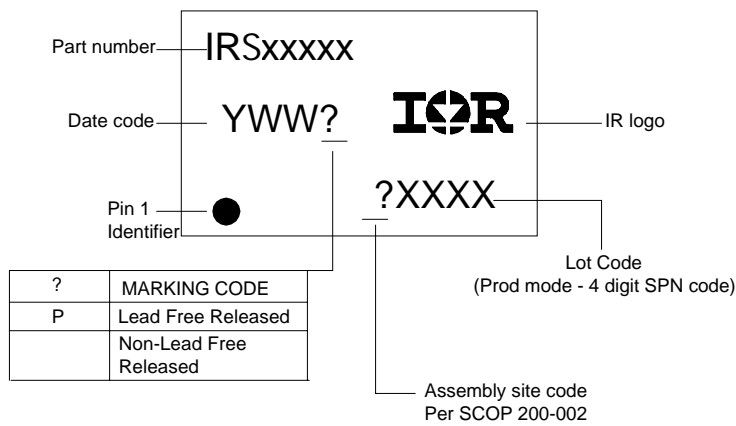 Part number
IRSxxxxx
Date code
YWW?
IOR
IR logo
?XXXX
Pin 1
Identifier
Lot Code
(Prod mode - 4 digit SPN code)
? MARKING CODE
P Lead Free Released
Non-Lead Free
Released
Assembly site code
Per SCOP 200-002